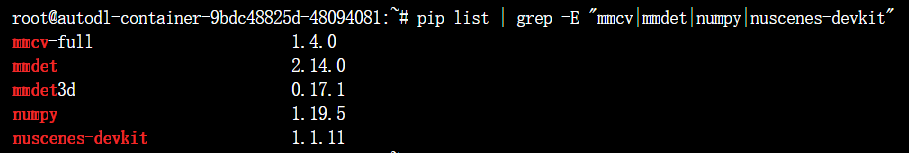 root@autodl-container-9bdc48825d-48094081:~# pip list | grep -E "mmcv|mmdet|numpy|nuscenes-devkit"
mmcv-full 1.4.0
mmdet 2.14.0
mmdet3d 0.17.1
numpy 1.19.5
nuscenes-devkit 1.1.11